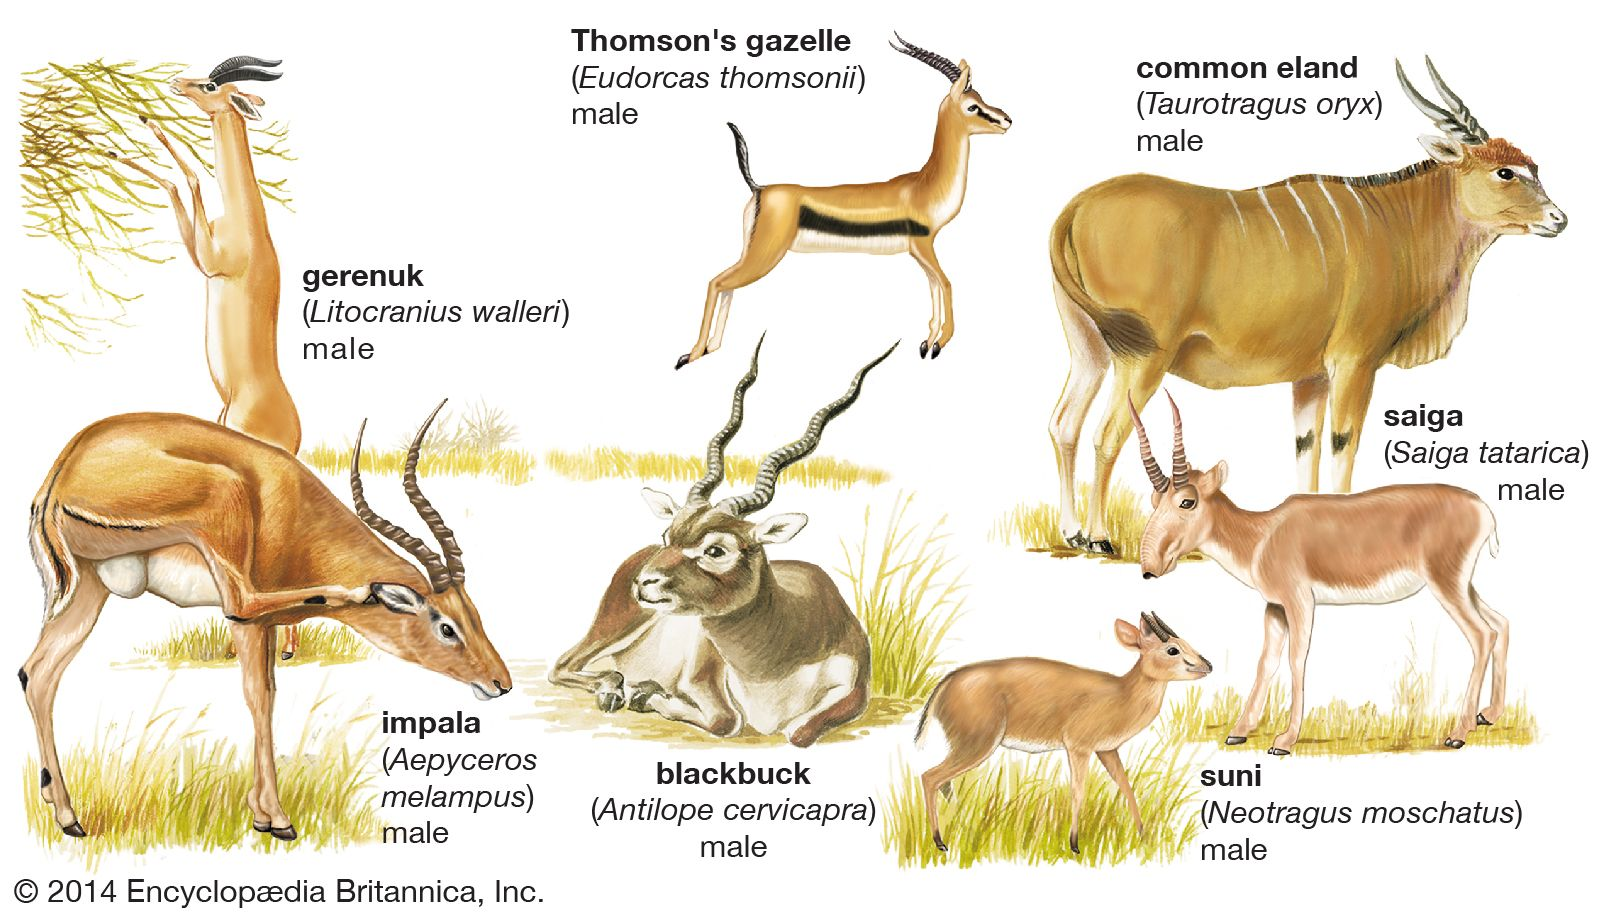 Thomson's gazelle
(Eudorcas thomsonii)
male
common eland
(Taurotragus oryx)
male
gerenuk
(Litocranius walleri)
male
saiga
(Saiga tatarica)
male
impala
(Aepyceros
melampus)
male
blackbuck
(Antilope cervicapra)
male
suni
(Neotragus moschatus)
male
© 2014 Encyclopædia Britannica, Inc.